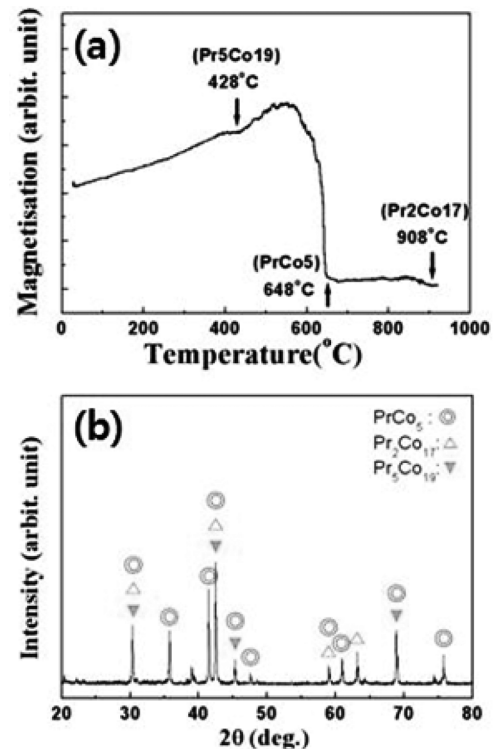 (a)
Magnetisation (arbit. unit)
(Pr5Co19)
428°C
(Pr2Co17)
908°C
(PrCo5)
648°C
0 200 400 600 800 1000
Temperature(°C)
(b)
PrCo₅ :
Pr₂Co₁₇:
Pr₅Co₁₉:
Intensity (arbit. unit)
20 30 40 50 60 70 80
2θ (deg.)